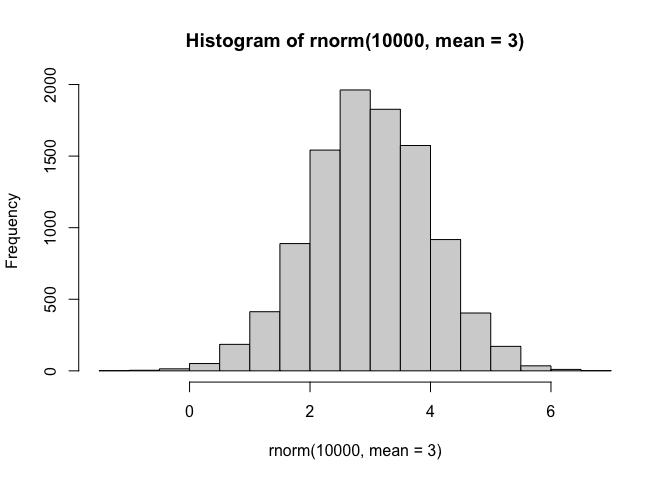 Histogram of rnorm(10000, mean = 3)
Frequency
2000
1500
1000
500
0
0 2 4 6
rnorm(10000, mean = 3)